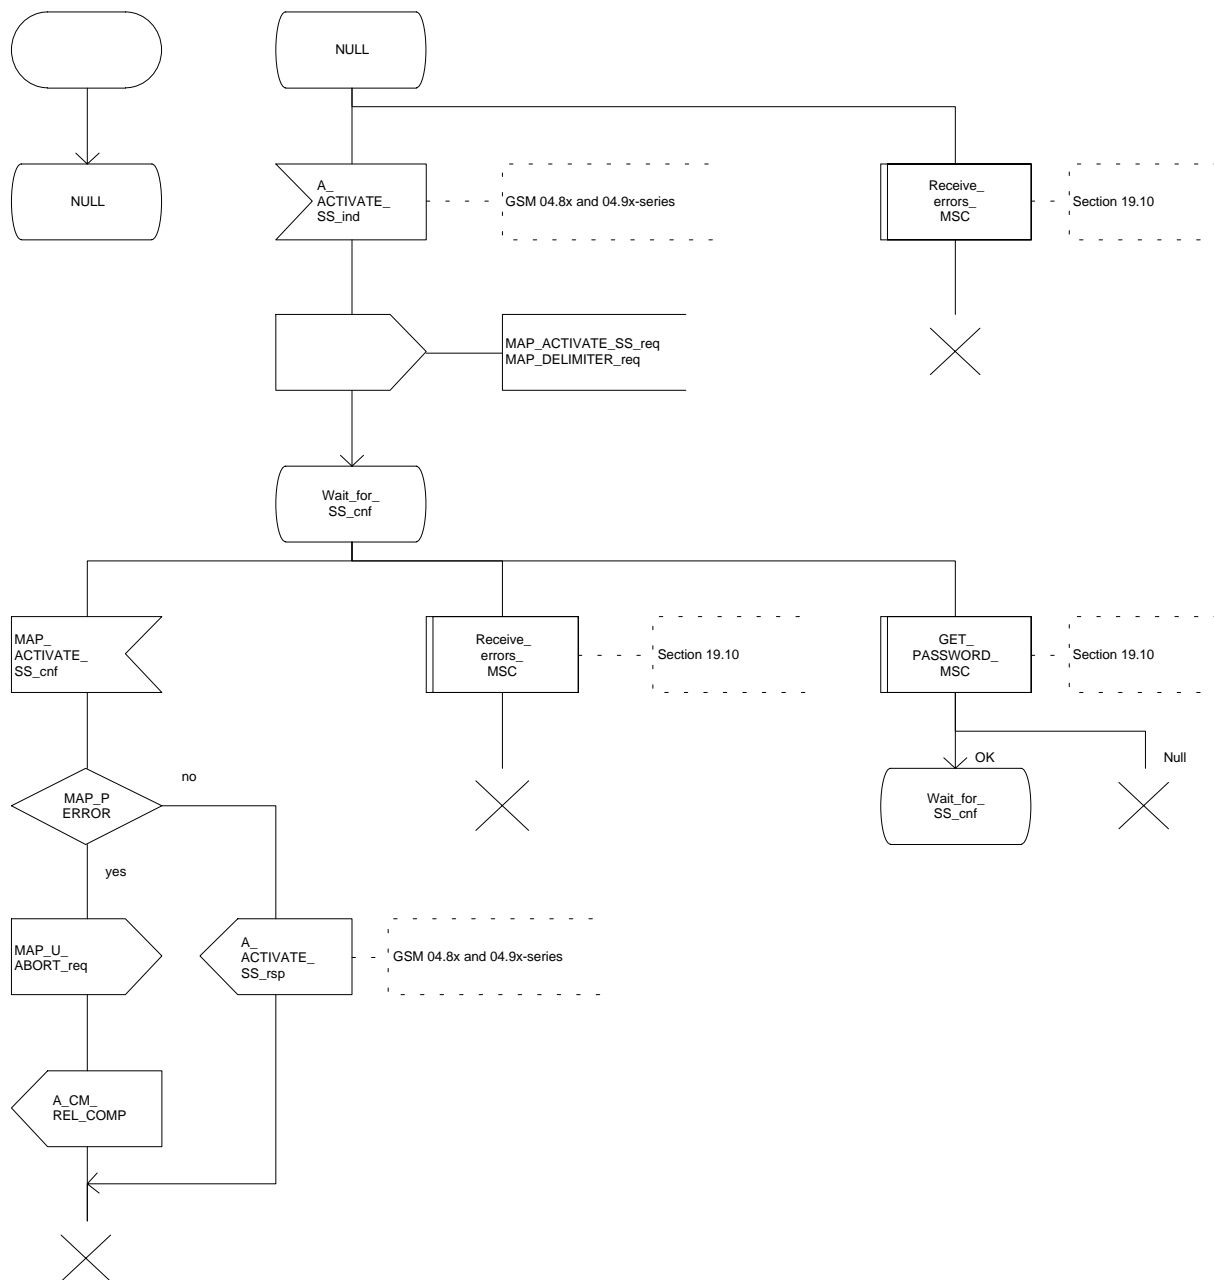 NULL
NULL
A_
ACTIVATE_
SS_ind
GSM 04.8x and 04.9x-series
Receive_
errors_
MSC
Section 19.10
MAP_ACTIVATE_SS_req
MAP_DELIMITER_req
Wait_for_
SS_cnf
MAP_
ACTIVATE_
SS_cnf
Receive_
errors_
MSC
Section 19.10
GET_
PASSWORD_
MSC
Section 19.10
OK
Null
no
MAP_P
ERROR
Wait_for_
SS_cnf
yes
MAP_U_
ABORT_req
A_
ACTIVATE_
SS_rsp
GSM 04.8x and 04.9x-series
A_CM_
REL_COMP